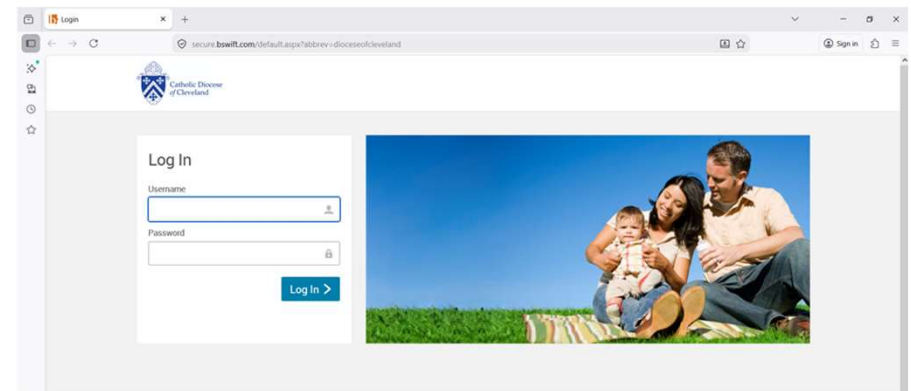 Login
Sign in
secure.bswift.com/default.aspx?abbrev=dioceseofcleveland
Catholic Diocese
of Cleveland
Log In
Username
Password
Log In